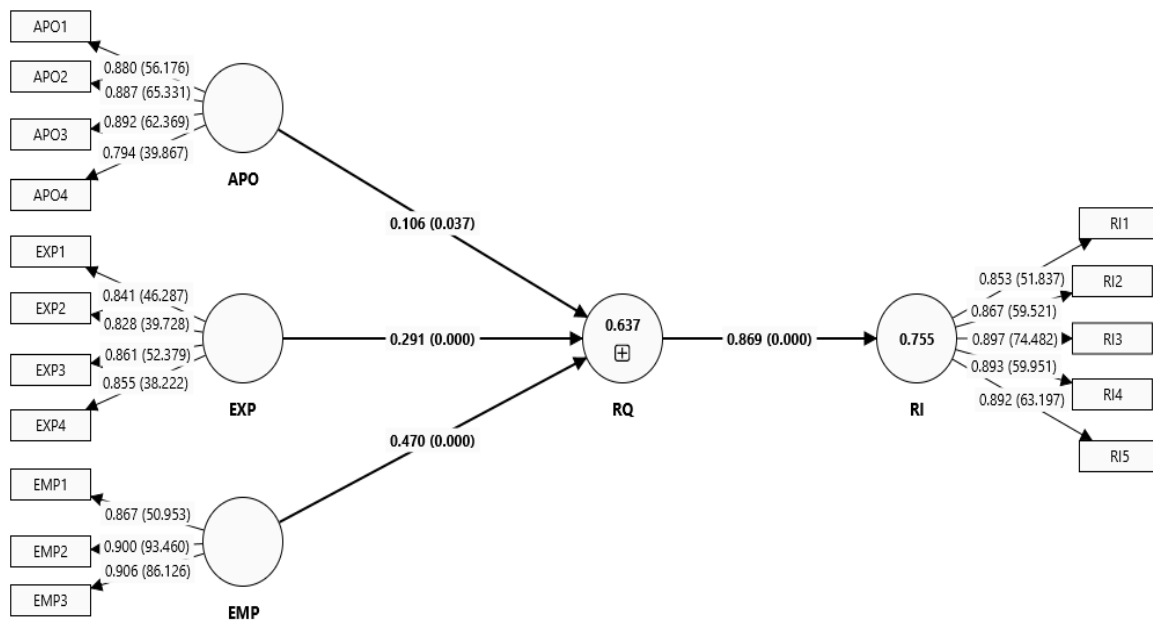 APO1
0.880 (56.176)
APO2
0.887 (65.331)
APO3
0.892 (62.369)
0.794 (39.867)
APO4
APO
0.106 (0.037)
EXP1
0.841 (46.287)
EXP2
0.828 (39.728)
EXP3
0.861 (52.379)
0.855 (38.222)
EXP4
EXP
0.291 (0.000)
EMP1
0.867 (50.953)
EMP2
0.900 (93.460)
EMP3
0.906 (86.126)
EMP
0.470 (0.000)
0.637
RQ
0.869 (0.000)
0.755
RI
RI1
0.853 (51.837)
RI2
0.867 (59.521)
RI3
0.897 (74.482)
0.893 (59.951)
RI4
0.892 (63.197)
RI5